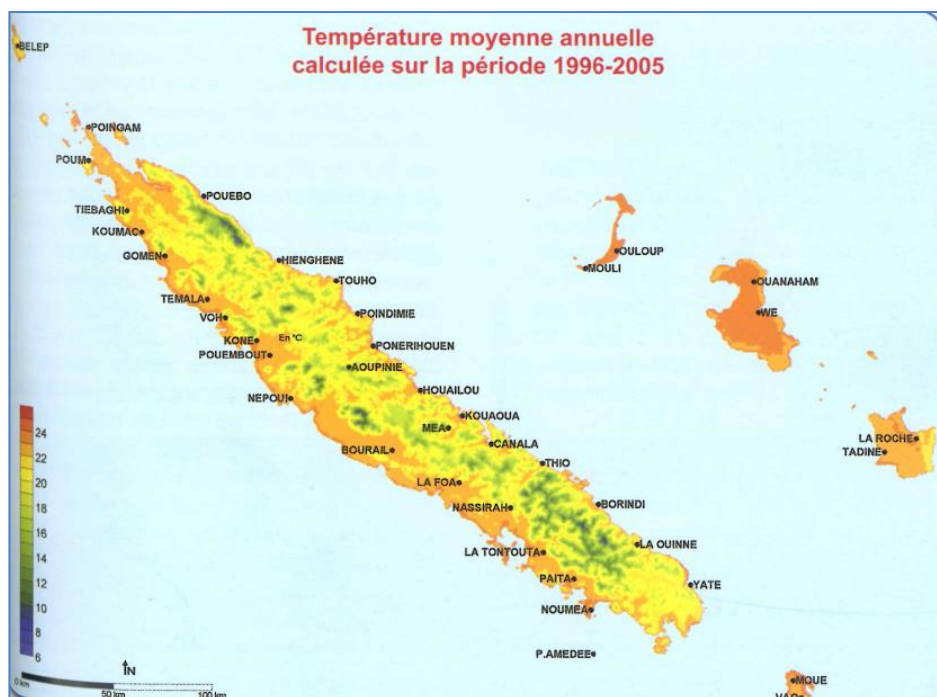 Température moyenne annuelle
calculée sur la période 1996-2005
BELEP
POINGAM
POUM
POUEBO
TIEBAGHI
KOUMAC
GOMEN
HIENGHENE
OULOUP
MOULI
TOUHO
OUANAHAM
TEMALA
VOH
POINDIMIE
WE
KONE
En °C
PONERIHOUEN
POUEMBOUT
AOUPINIE
HOUAILOU
NEPOUI
KOUAOUA
MEA
CANALA
LA ROCHE
BOURAIL
TADINE
THIO
LA FOA
BORINDI
NASSIRAH
LA OUINNE
LA TONTOUTA
PAITA
YATE
NOUMEA
P.AMEDEE
MOUE
VAO
24
22
20
18
16
14
12
10
8
6
N
0 km
50 km
100 km